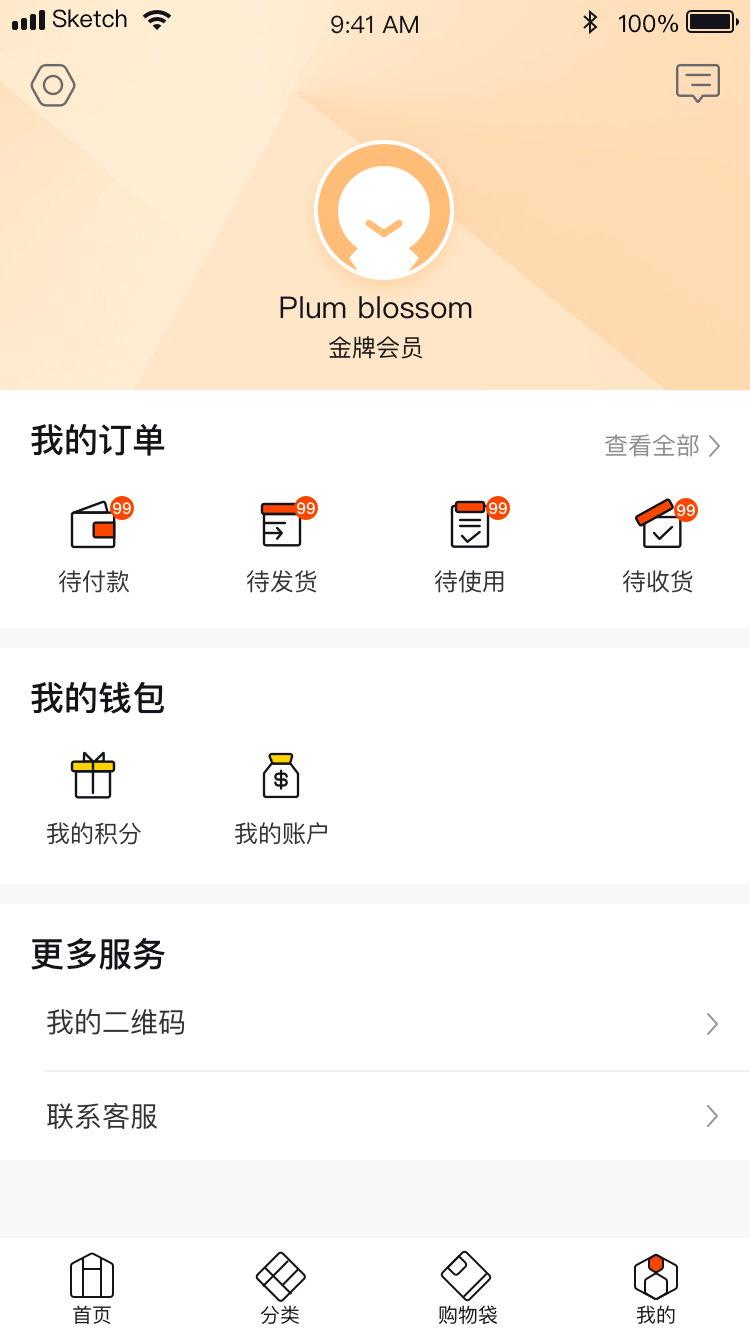 Sketch 9:41 AM 100%
Plum blossom
金牌会员
我的订单 查看全部
99 99 99 99
待付款 待发货 待使用 待收货
我的钱包
$
我的积分 我的账户
更多服务
我的二维码
联系客服
首页 分类 购物袋 我的